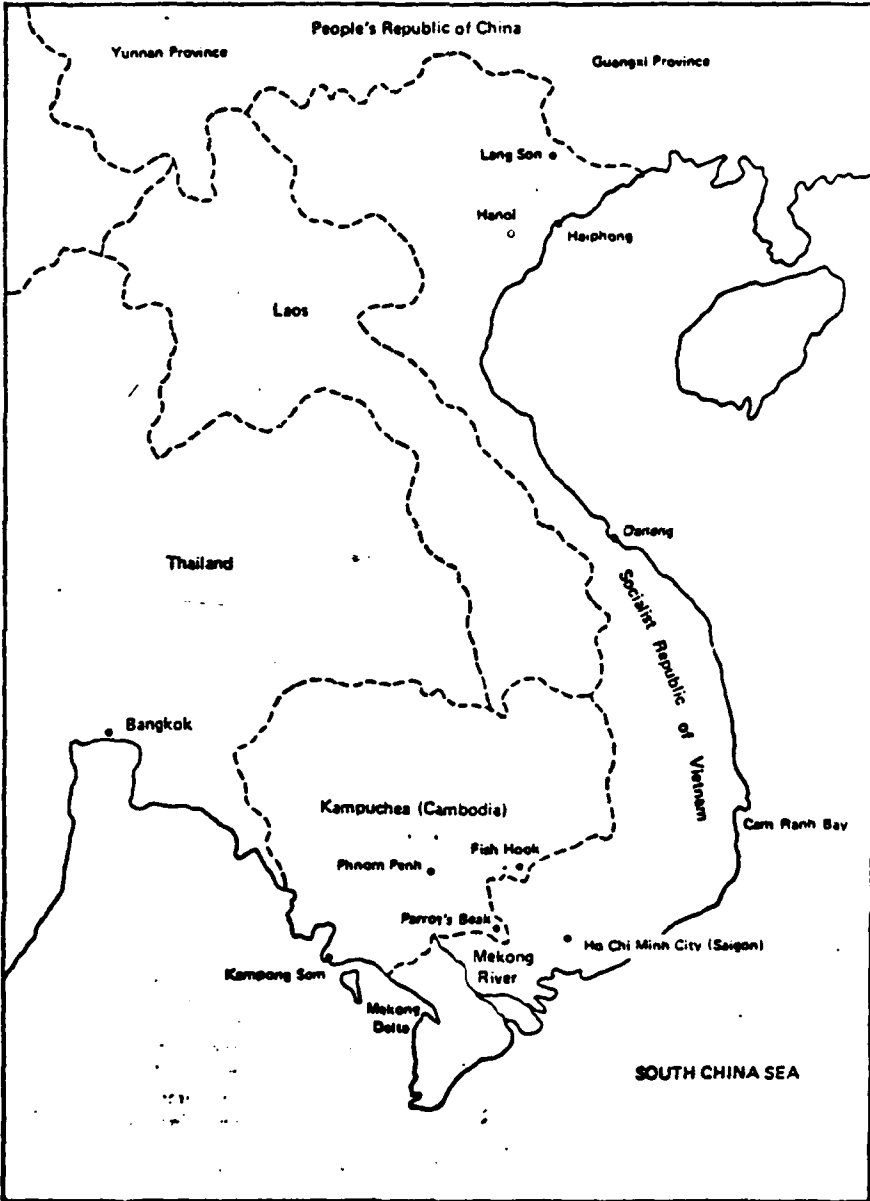 People's Republic of China
Yunnan Province
Guangxi Province
Lang Son
Hanoi
Haiphong
Laos
Danang
Thailand
Socialist Republic of Vietnam
Bangkok
Kampuchea (Cambodia)
Cam Ranh Bay
Fish Hook
Phnom Penh
Parrot's Beak
Ho Chi Minh City (Saigon)
Mekong
River
Kampong Som
Mekong
Delta
SOUTH CHINA SEA